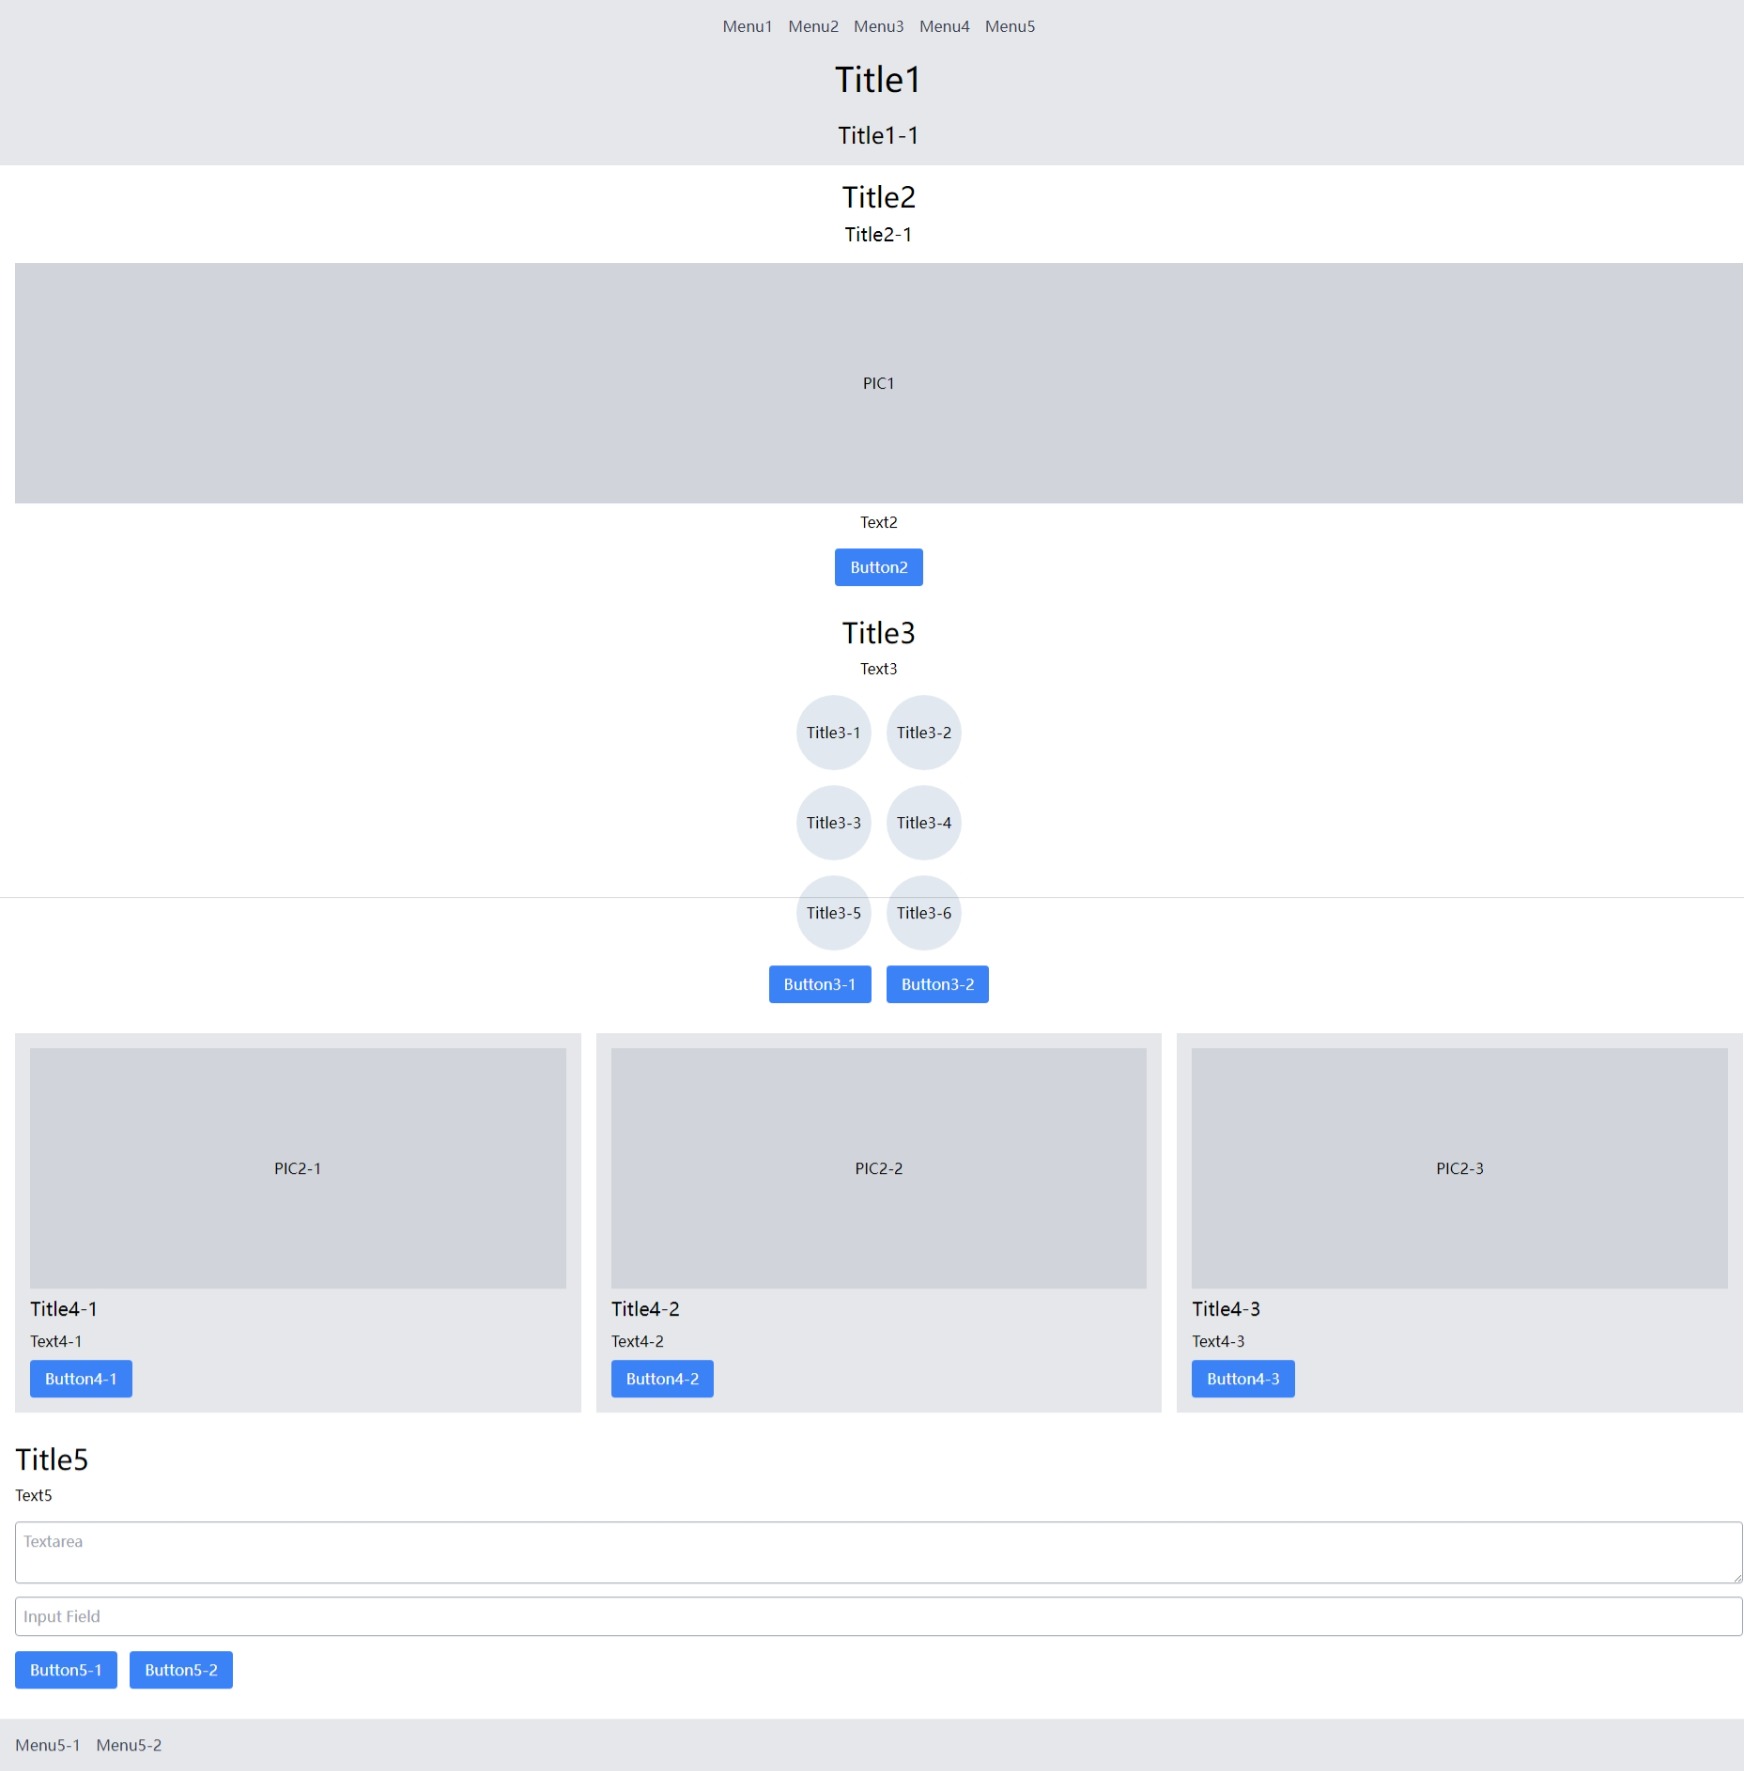 Menu1 Menu2 Menu3 Menu4 Menu5
Title1
Title1-1
Title2
Title2-1
PIC1
Text2
Button2
Title3
Text3
Title3-1 Title3-2
Title3-3 Title3-4
Title3-5 Title3-6
Button3-1 Button3-2
PIC2-1 PIC2-2 PIC2-3
Title4-1 Title4-2 Title4-3
Text4-1 Text4-2 Text4-3
Button4-1 Button4-2 Button4-3
Title5
Text5
Textarea
Input Field
Button5-1 Button5-2
Menu5-1 Menu5-2